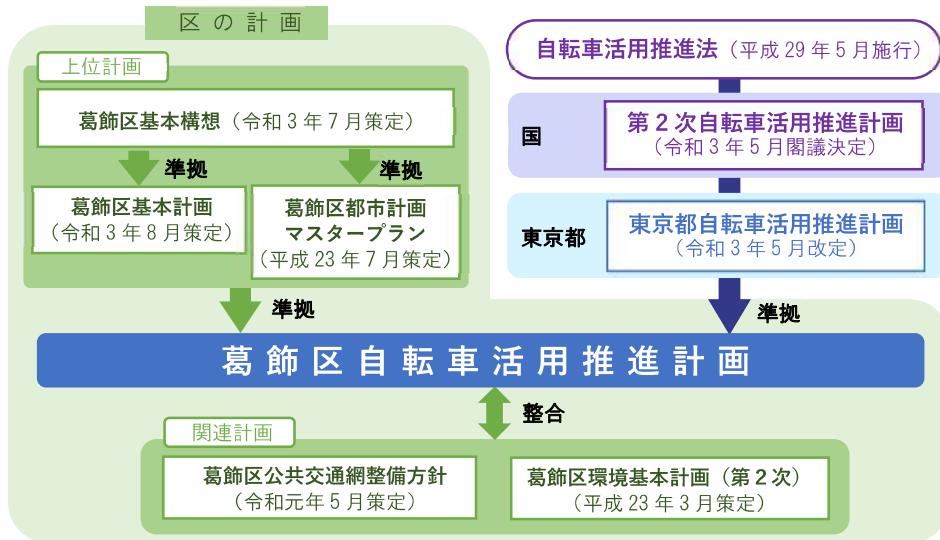 区の計画
上位計画
葛飾区基本構想（令和3年7月策定）
準拠
準拠
葛飾区基本計画
（令和3年8月策定）
葛飾区都市計画
マスタープラン
（平成23年7月策定）
準拠
自転車活用推進法（平成29年5月施行）
国
第2次自転車活用推進計画
（令和3年5月閣議決定）
東京都
東京都自転車活用推進計画
（令和3年5月改定）
準拠
葛飾区自転車活用推進計画
整合
関連計画
葛飾区公共交通網整備方針
（令和元年5月策定）
葛飾区環境基本計画（第2次）
（平成23年3月策定）